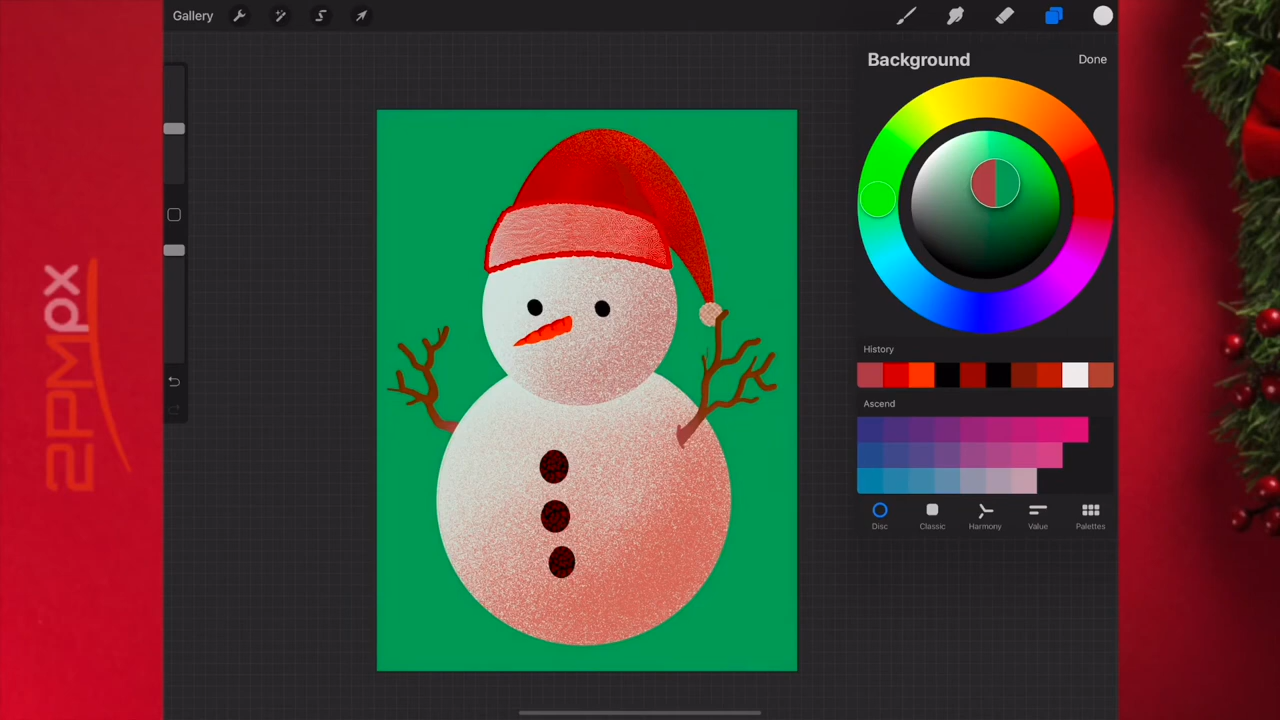 Gallery
Background
Done
History
Ascend
Disc
Classic
Harmony
Value
Palettes
2PMpx